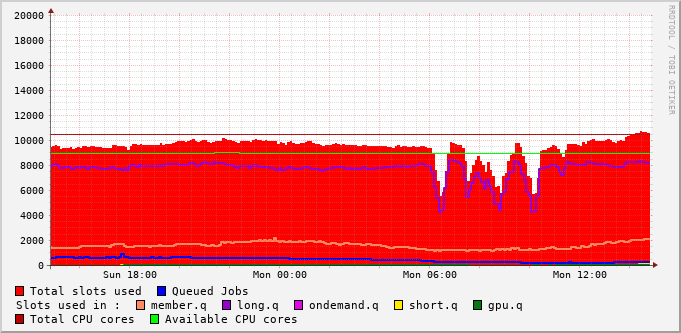 RRDTOOL / TOBI OETIKER
20000
18000
16000
14000
12000
10000
8000
6000
4000
2000
0
Sun 18:00 Mon 00:00 Mon 06:00 Mon 12:00
Total slots used Queued Jobs
Slots used in : member.q long.q ondemand.q short.q gpu.q
Total CPU cores Available CPU cores